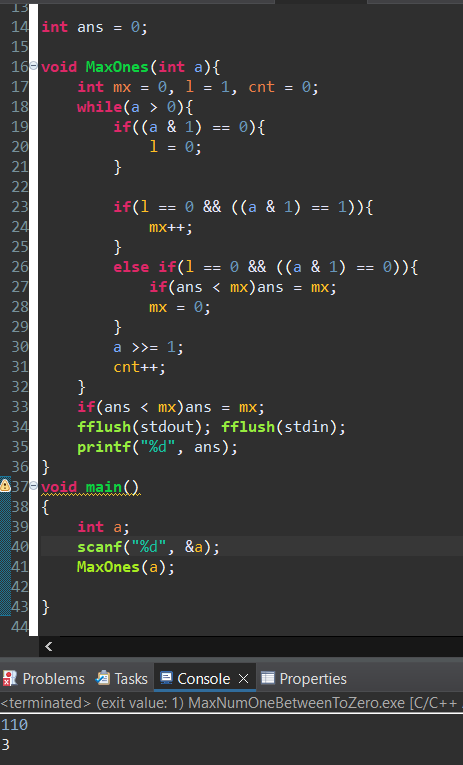 13
14 int ans = 0;
15
16 void MaxOnes(int a){
17     int mx = 0, l = 1, cnt = 0;
18     while(a > 0){
19         if((a & 1) == 0){
20             l = 0;
21         }
22
23         if(l == 0 && ((a & 1) == 1)){
24             mx++;
25         }
26         else if(l == 0 && ((a & 1) == 0)){
27             if(ans < mx)ans = mx;
28             mx = 0;
29         }
30         a >>= 1;
31         cnt++;
32     }
33     if(ans < mx)ans = mx;
34     fflush(stdout); fflush(stdin);
35     printf("%d", ans);
36 }
37 void main()
38 {
39     int a;
40     scanf("%d", &a);
41     MaxOnes(a);
42
43 }
44
Problems Tasks Console Properties
<terminated> (exit value: 1) MaxNumOneBetweenToZero.exe [C/C++
110
3